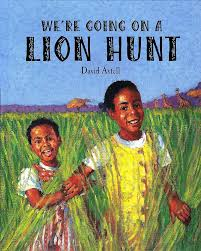 WE'RE GOING ON A
LION HUNT
David Axtell